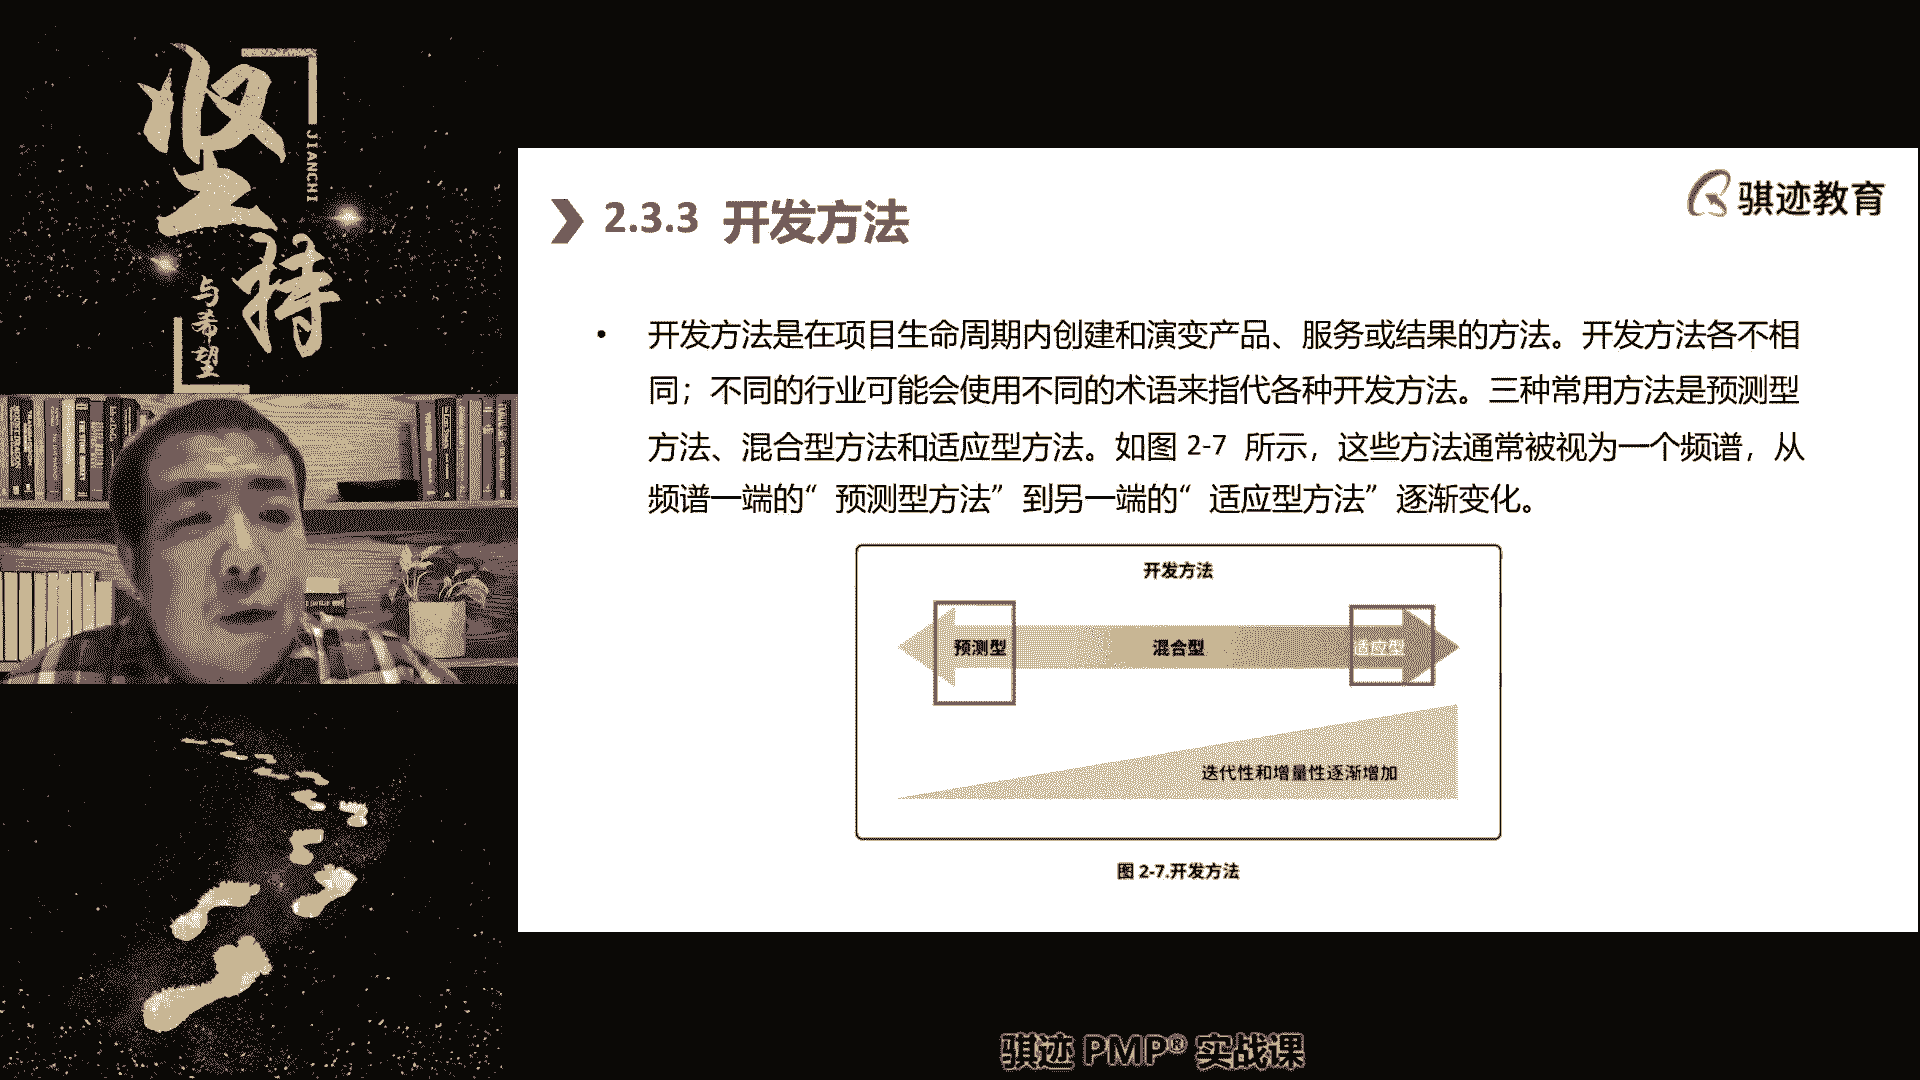 坚持
JIANCHI
与希望
骐迹教育
2.3.3 开发方法
• 开发方法是在项目生命周期内创建和演变产品、服务或结果的方法。开发方法各不相
同；不同的行业可能会使用不同的术语来指代各种开发方法。三种常用方法是预测型
方法、混合型方法和适应型方法。如图 2-7 所示，这些方法通常被视为一个频谱，从
频谱一端的“预测型方法”到另一端的“适应型方法”逐渐变化。
开发方法
预测型 混合型 适应型
迭代性和增量性逐渐增加
图 2-7.开发方法
骐迹 PMP® 实战课